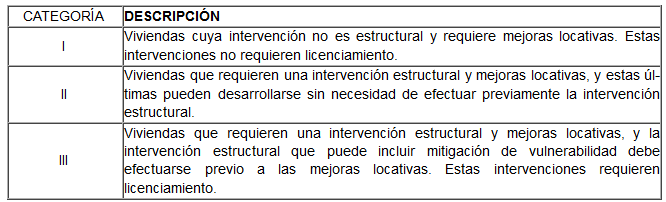 CATEGORÍA DESCRIPCIÓN
I
Viviendas cuya intervención no es estructural y requiere mejoras locativas. Estas
intervenciones no requieren licenciamiento.
II
Viviendas que requieren una intervención estructural y mejoras locativas, y estas úl-
timas pueden desarrollarse sin necesidad de efectuar previamente la intervención
estructural.
III
Viviendas que requieren una intervención estructural y mejoras locativas, y la
intervención estructural que puede incluir mitigación de vulnerabilidad debe
efectuarse previo a las mejoras locativas. Estas intervenciones requieren
licenciamiento.